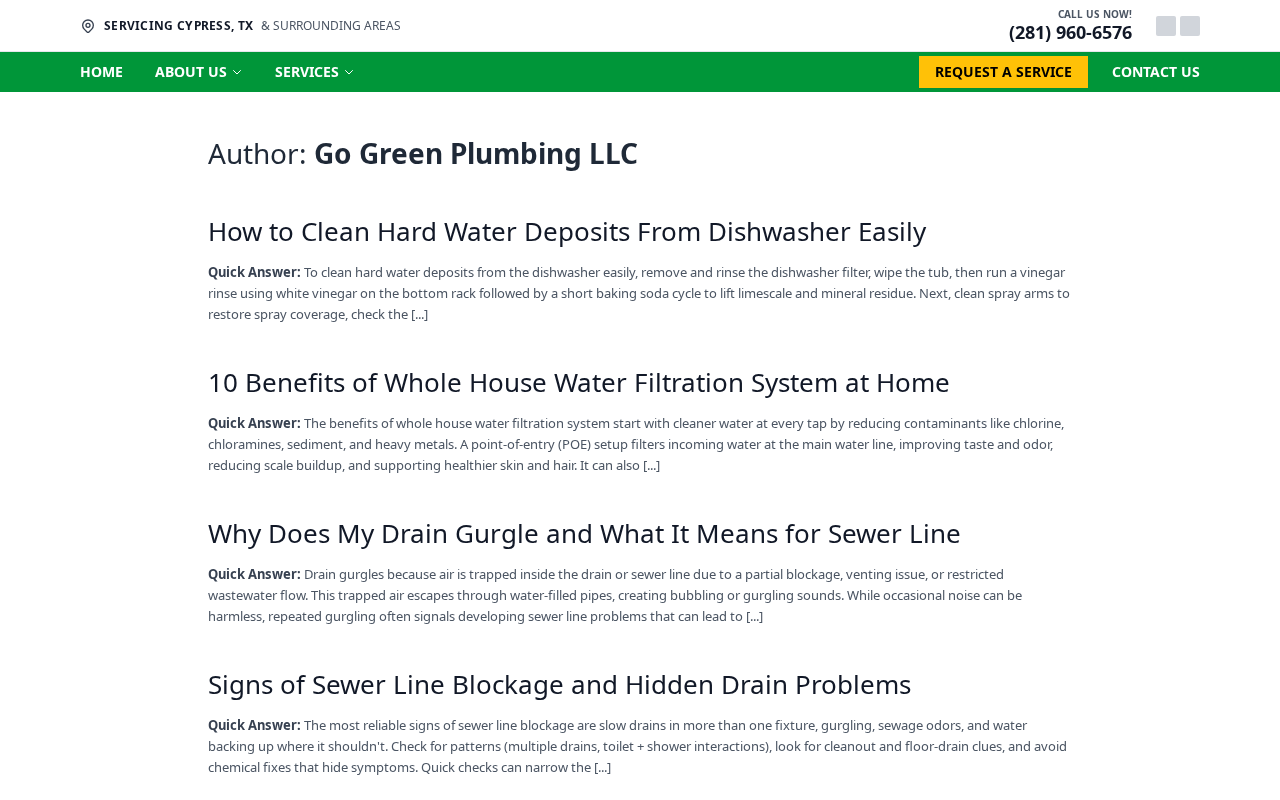 SERVICING CYPRESS, TX & SURROUNDING AREAS
CALL US NOW!
(281) 960-6576
HOME ABOUT US SERVICES REQUEST A SERVICE CONTACT US
Author: Go Green Plumbing LLC
How to Clean Hard Water Deposits From Dishwasher Easily
Quick Answer: To clean hard water deposits from the dishwasher easily, remove and rinse the dishwasher filter, wipe the tub, then run a vinegar
rinse using white vinegar on the bottom rack followed by a short baking soda cycle to lift limescale and mineral residue. Next, clean spray arms to
restore spray coverage, check the [...]
10 Benefits of Whole House Water Filtration System at Home
Quick Answer: The benefits of whole house water filtration system start with cleaner water at every tap by reducing contaminants like chlorine,
chloramines, sediment, and heavy metals. A point-of-entry (POE) setup filters incoming water at the main water line, improving taste and odor,
reducing scale buildup, and supporting healthier skin and hair. It can also [...]
Why Does My Drain Gurgle and What It Means for Sewer Line
Quick Answer: Drain gurgles because air is trapped inside the drain or sewer line due to a partial blockage, venting issue, or restricted
wastewater flow. This trapped air escapes through water-filled pipes, creating bubbling or gurgling sounds. While occasional noise can be
harmless, repeated gurgling often signals developing sewer line problems that can lead to [...]
Signs of Sewer Line Blockage and Hidden Drain Problems
Quick Answer: The most reliable signs of sewer line blockage are slow drains in more than one fixture, gurgling, sewage odors, and water
backing up where it shouldn't. Check for patterns (multiple drains, toilet + shower interactions), look for cleanout and floor-drain clues, and avoid
chemical fixes that hide symptoms. Quick checks can narrow the [...]